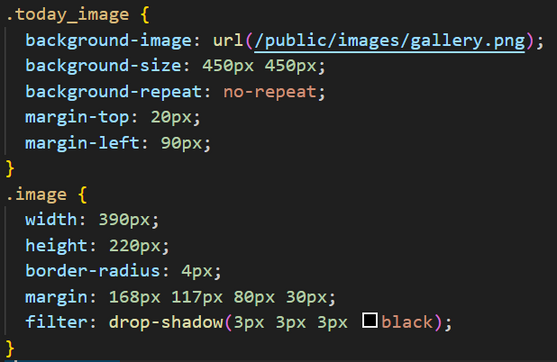 .today_image {
background-image: url(/public/images/gallery.png);
background-size: 450px 450px;
background-repeat: no-repeat;
margin-top: 20px;
margin-left: 90px;
}
.image {
width: 390px;
height: 220px;
border-radius: 4px;
margin: 168px 117px 80px 30px;
filter: drop-shadow(3px 3px 3px black);
}